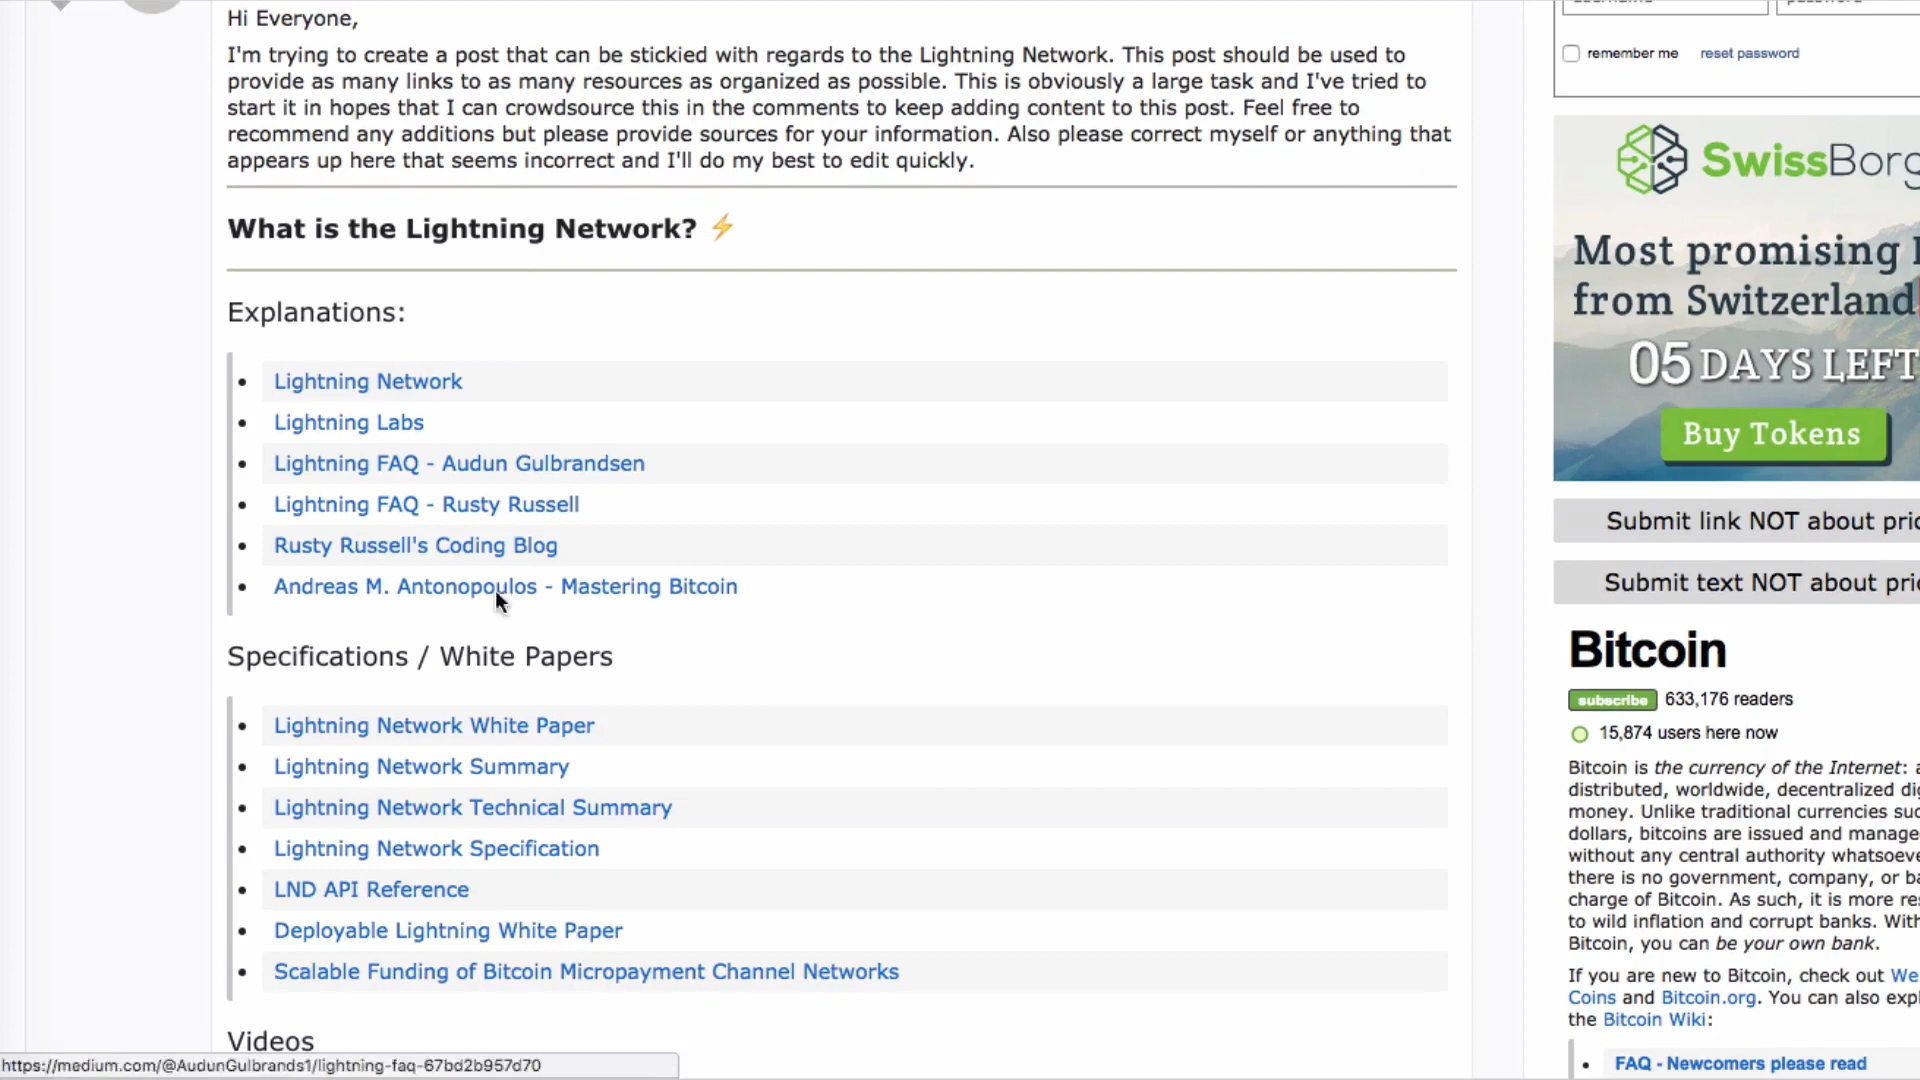 Hi Everyone,
I'm trying to create a post that can be stickied with regards to the Lightning Network. This post should be used to
provide as many links to as many resources as organized as possible. This is obviously a large task and I've tried to
start it in hopes that I can crowdsource this in the comments to keep adding content to this post. Feel free to
recommend any additions but please provide sources for your information. Also please correct myself or anything that
appears up here that seems incorrect and I'll do my best to edit quickly.
What is the Lightning Network? ⚡
Explanations:
• Lightning Network
• Lightning Labs
• Lightning FAQ - Audun Gulbrandsen
• Lightning FAQ - Rusty Russell
• Rusty Russell's Coding Blog
• Andreas M. Antonopoulos - Mastering Bitcoin
Specifications / White Papers
• Lightning Network White Paper
• Lightning Network Summary
• Lightning Network Technical Summary
• Lightning Network Specification
• LND API Reference
• Deployable Lightning White Paper
• Scalable Funding of Bitcoin Micropayment Channel Networks
Videos
https://medium.com/@AudunGulbrands1/lightning-faq-67bd2b957d70
remember me reset password
SwissBorg
Most promising
from Switzerland
05 DAYS LEFT
Buy Tokens
Submit link NOT about pric
Submit text NOT about pric
Bitcoin
subscribe 633,176 readers
15,874 users here now
Bitcoin is the currency of the Internet: a
distributed, worldwide, decentralized dig
money. Unlike traditional currencies suc
dollars, bitcoins are issued and manage
without any central authority whatsoeve
there is no government, company, or ba
charge of Bitcoin. As such, it is more res
to wild inflation and corrupt banks. With
Bitcoin, you can be your own bank.
If you are new to Bitcoin, check out We
Coins and Bitcoin.org. You can also expl
the Bitcoin Wiki:
• FAQ - Newcomers please read